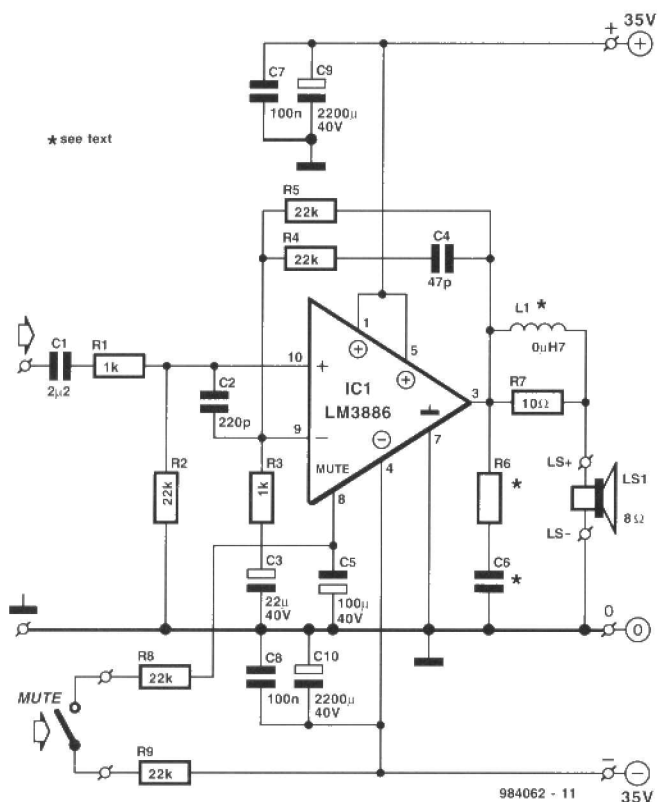 + 35V
C7
C9
100n
2200µ
40V
* see text
R5
22k
R4
22k
C4
47p
L1 *
0µH7
C1
2µ2
R1
1k
C2
220p
10
+
9
−
1
5
IC1
LM3886
3
7
4
MUTE
8
R7
10Ω
R2
22k
R3
1k
R6
*
LS+
LS1
LS−
8Ω
C3
22µ
40V
C5
100µ
40V
C6
*
0
0
R8
22k
C8
100n
C10
2200µ
40V
MUTE
R9
22k
−
35V
984062 - 11